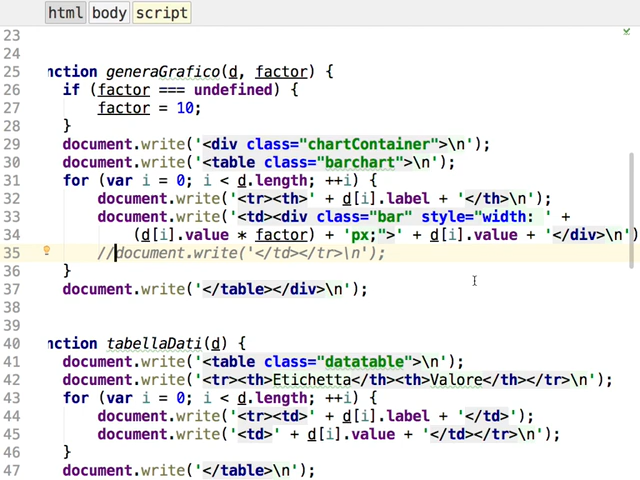 html body script
23
24
25 nction generaGrafico(d, factor) {
26 if (factor === undefined) {
27 factor = 10;
28 }
29 document.write('<div class="chartContainer">\n');
30 document.write('<table class="barchart">\n');
31 for (var i = 0; i < d.length; ++i) {
32 document.write('<tr><th>' + d[i].label + '</th>\n');
33 document.write('<td><div class="bar" style="width: ' +
34 (d[i].value * factor) + 'px;">' + d[i].value + '</div>\n')
35 //document.write('</td></tr>\n');
36 }
37 document.write('</table></div>\n');
38
39
40 nction tabellaDati(d) {
41 document.write('<table class="datatable">\n');
42 document.write('<tr><th>Etichetta</th><th>Valore</th></tr>\n');
43 for (var i = 0; i < d.length; ++i) {
44 document.write('<tr><td>' + d[i].label + '</td>');
45 document.write('<td>' + d[i].value + '</td></tr>\n');
46 }
47 document.write('</table>\n');